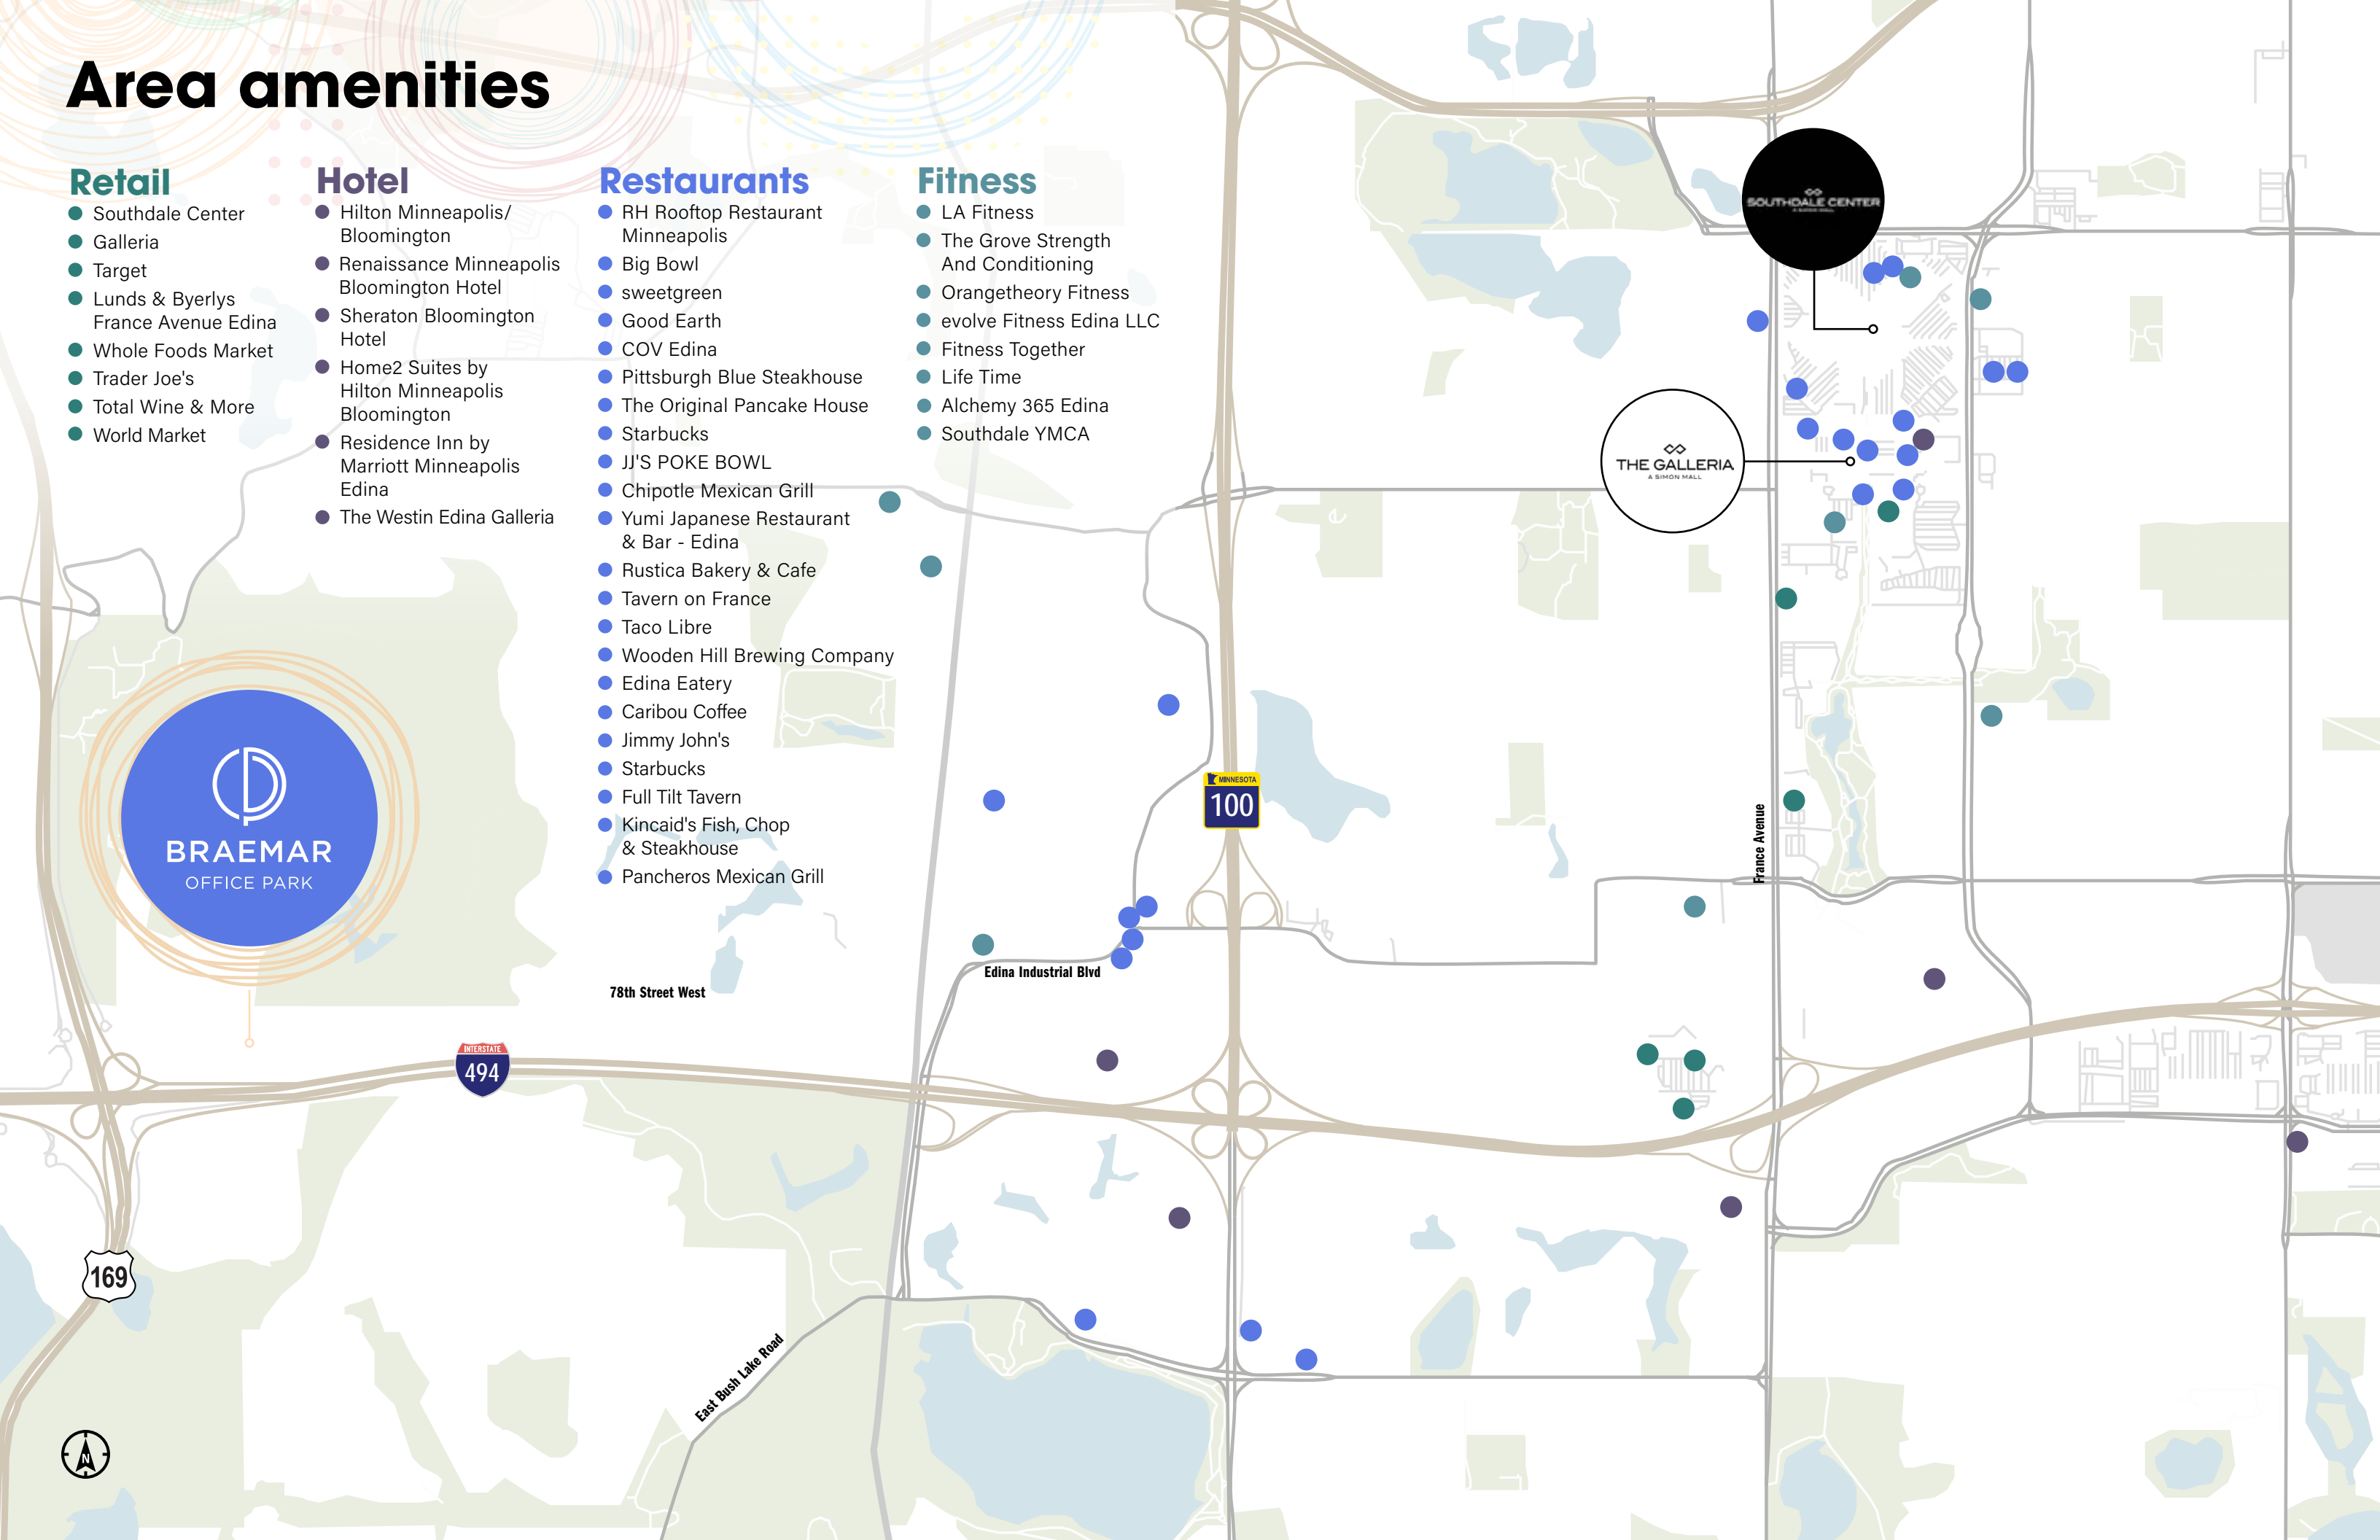 Area amenities
Retail
Southdale Center
Galleria
Target
Lunds & Byerlys
France Avenue Edina
Whole Foods Market
Trader Joe's
Total Wine & More
World Market
Hotel
Hilton Minneapolis/
Bloomington
Renaissance Minneapolis
Bloomington Hotel
Sheraton Bloomington
Hotel
Home2 Suites by
Hilton Minneapolis
Bloomington
Residence Inn by
Marriott Minneapolis
Edina
The Westin Edina Galleria
Restaurants
RH Rooftop Restaurant
Minneapolis
Big Bowl
sweetgreen
Good Earth
COV Edina
Pittsburgh Blue Steakhouse
The Original Pancake House
Starbucks
JJ'S POKE BOWL
Chipotle Mexican Grill
Yumi Japanese Restaurant
& Bar - Edina
Rustica Bakery & Cafe
Tavern on France
Taco Libre
Wooden Hill Brewing Company
Edina Eatery
Caribou Coffee
Jimmy John's
Starbucks
Full Tilt Tavern
Kincaid's Fish, Chop
& Steakhouse
Pancheros Mexican Grill
Fitness
LA Fitness
The Grove Strength
And Conditioning
Orangetheory Fitness
evolve Fitness Edina LLC
Fitness Together
Life Time
Alchemy 365 Edina
Southdale YMCA
SOUTHDALE CENTER
A SIMON MALL
THE GALLERIA
A SIMON MALL
BRAEMAR
OFFICE PARK
MINNESOTA
100
France Avenue
Edina Industrial Blvd
78th Street West
INTERSTATE
494
169
East Bush Lake Road
N